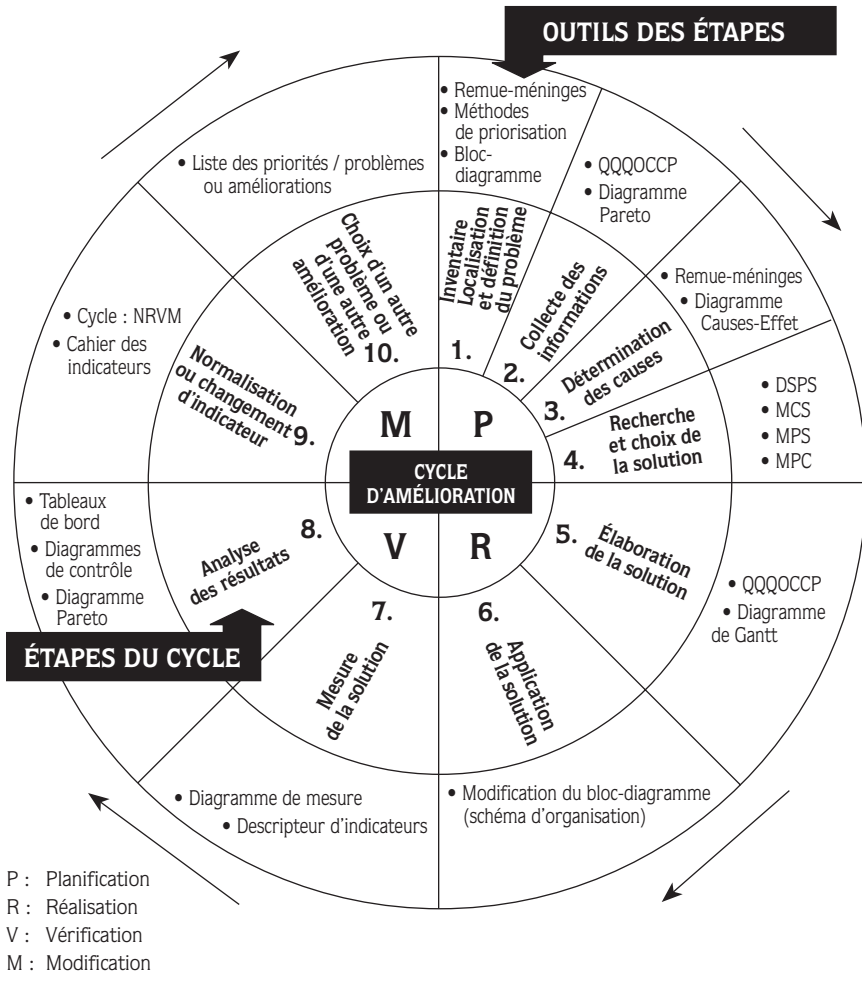 OUTILS DES ÉTAPES
• Remue-méninges
• Méthodes
de priorisation
• Bloc-
diagramme
• QQQOCCP
• Diagramme
Pareto
• Remue-méninges
• Diagramme
Causes-Effet
• DSPS
• MCS
• MPS
• MPC
• QQQOCCP
• Diagramme
de Gantt
• Modification du bloc-diagramme
(schéma d'organisation)
• Diagramme de mesure
• Descripteur d'indicateurs
• Tableaux
de bord
• Diagrammes
de contrôle
• Diagramme
Pareto
• Cycle : NRVM
• Cahier des
indicateurs
• Liste des priorités / problèmes
ou améliorations
Inventaire
Localisation
et définition
du problème
1.
Collecte des
informations
2.
Détermination
des causes
3.
Recherche
et choix de
la solution
4.
5. Élaboration
de la solution
6.
Application
de la solution
7.
Mesure
de la solution
8.
Analyse
des résultats
Normalisation
ou changement
d'indicateur
9.
Choix d'un autre
problème ou
d'une autre
amélioration
10.
M
P
CYCLE
D'AMÉLIORATION
V
R
ÉTAPES DU CYCLE
P : Planification
R : Réalisation
V : Vérification
M : Modification